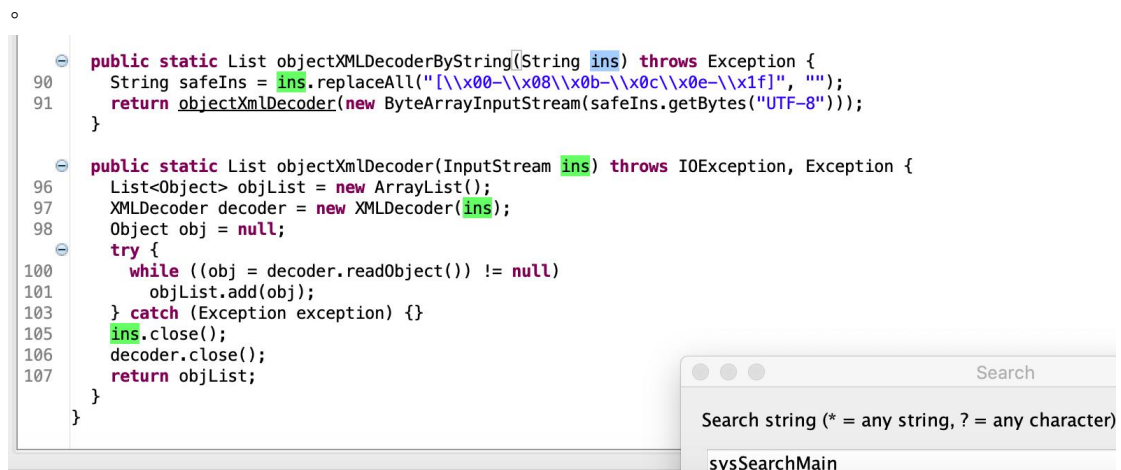 。
public static List objectXMLDecoderByString(String ins) throws Exception {
90 String safeIns = ins.replaceAll("[\\x00-\\x08\\x0b-\\x0c\\x0e-\\x1f]", "");
91 return objectXmlDecoder(new ByteArrayInputStream(safeIns.getBytes("UTF-8")));
}
public static List objectXmlDecoder(InputStream ins) throws IOException, Exception {
96 List<Object> objList = new ArrayList();
97 XMLDecoder decoder = new XMLDecoder(ins);
98 Object obj = null;
try {
100 while ((obj = decoder.readObject()) != null)
101 objList.add(obj);
103 } catch (Exception exception) {}
105 ins.close();
106 decoder.close();
107 return objList;
}
}
Search
Search string (* = any string, ? = any character)
sysSearchMain